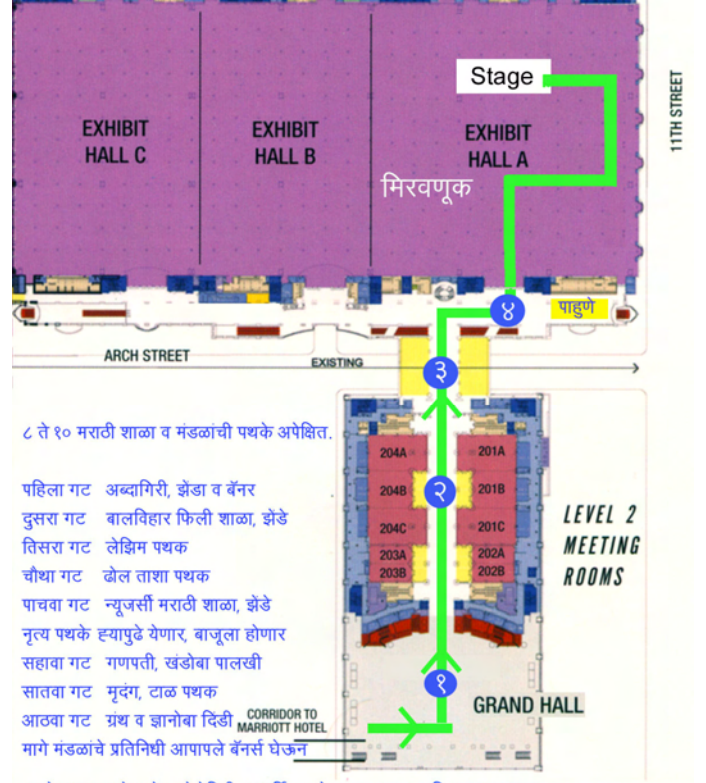 Stage
11TH STREET
EXHIBIT
HALL C
EXHIBIT
HALL B
EXHIBIT
HALL A
मिरवणूक
४
पाहुणे
ARCH STREET
EXISTING
३
८ ते १० मराठी शाळा व मंडळांची पथके अपेक्षित.
204A
201A
पहिला गट अब्दागिरी, झेंडा व बॅनर
204B
२
201B
दुसरा गट बालविहार फिली शाळा, झेंडे
204C
201C
LEVEL 2
MEETING
ROOMS
तिसरा गट लेझिम पथक
203A
202A
चौथा गट ढोल ताशा पथक
203B
202B
पाचवा गट न्यूजर्सी मराठी शाळा, झेंडे
नृत्य पथके ह्यापुढे येणार, बाजूला होणार
सहावा गट गणपती, खंडोबा पालखी
१
सातवा गट मृदंग, टाळ पथक
GRAND HALL
आठवा गट ग्रंथ व ज्ञानोबा दिंडी
CORRIDOR TO
MARRIOTT HOTEL
मागे मंडळांचे प्रतिनिधी आपापले बॅनर्स घेऊन